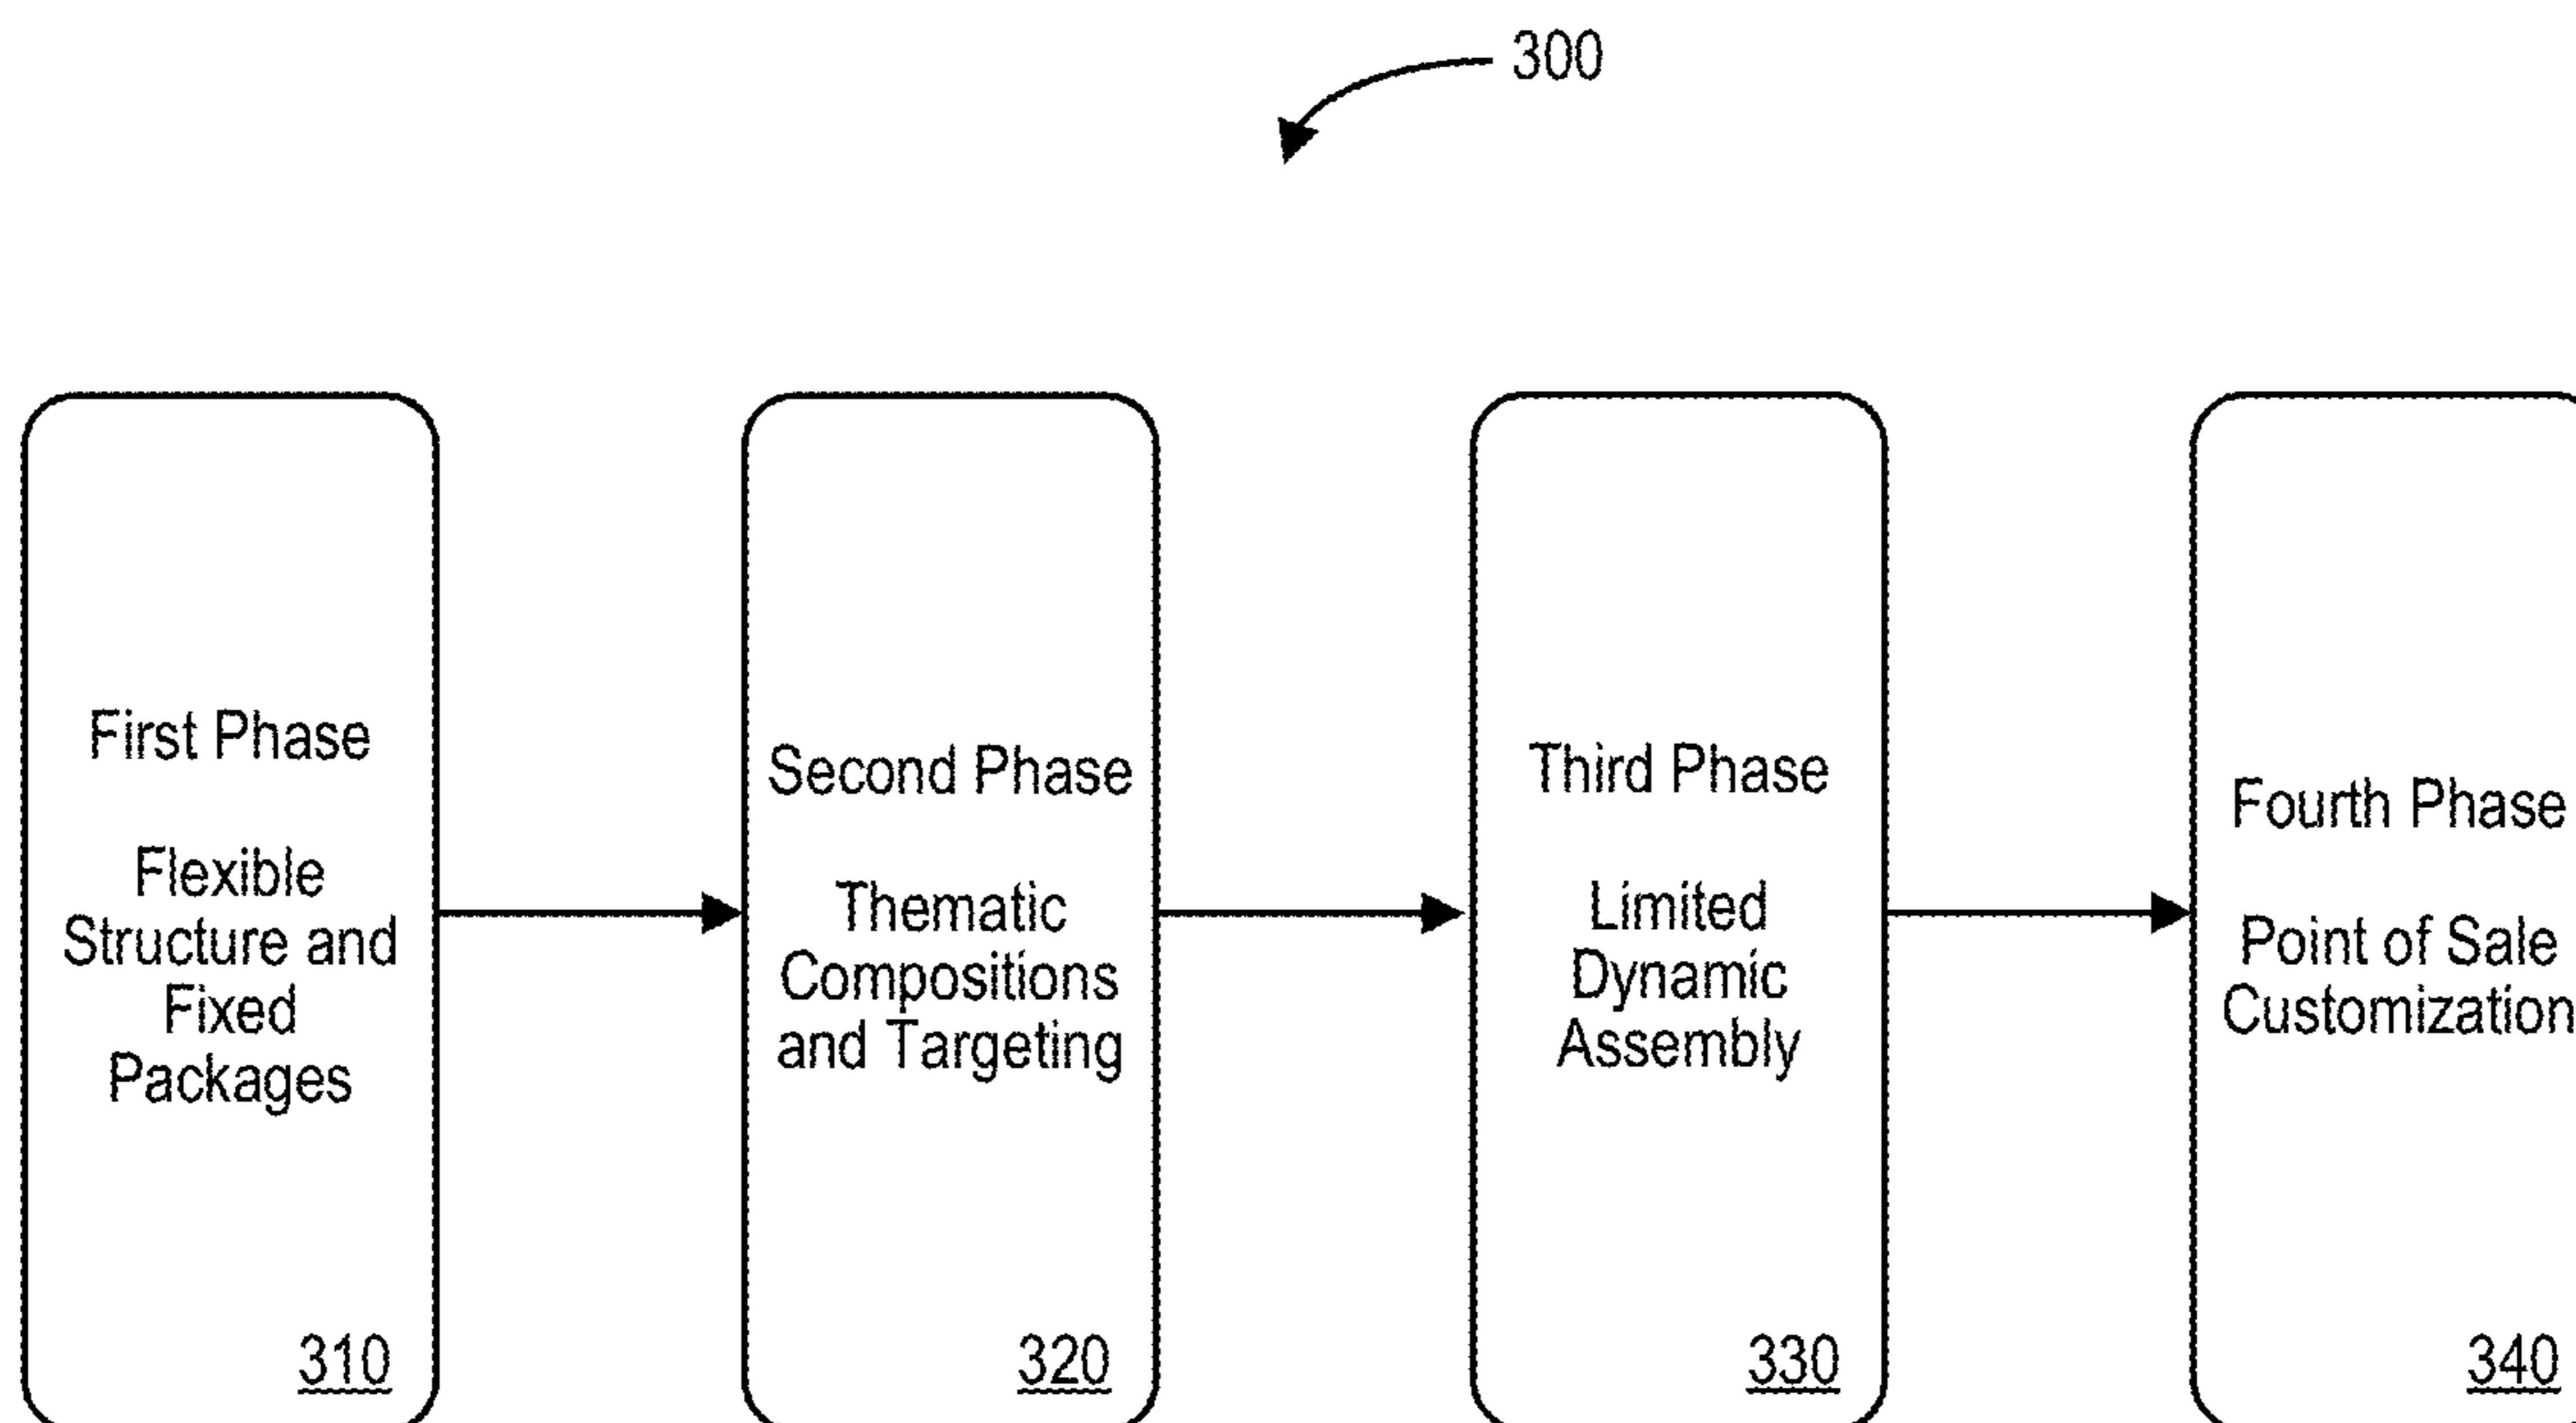 300
First Phase
Flexible
Structure and
Fixed
Packages
310
Second Phase
Thematic
Compositions
and Targeting
320
Third Phase
Limited
Dynamic
Assembly
330
Fourth Phase
Point of Sale
Customization
340